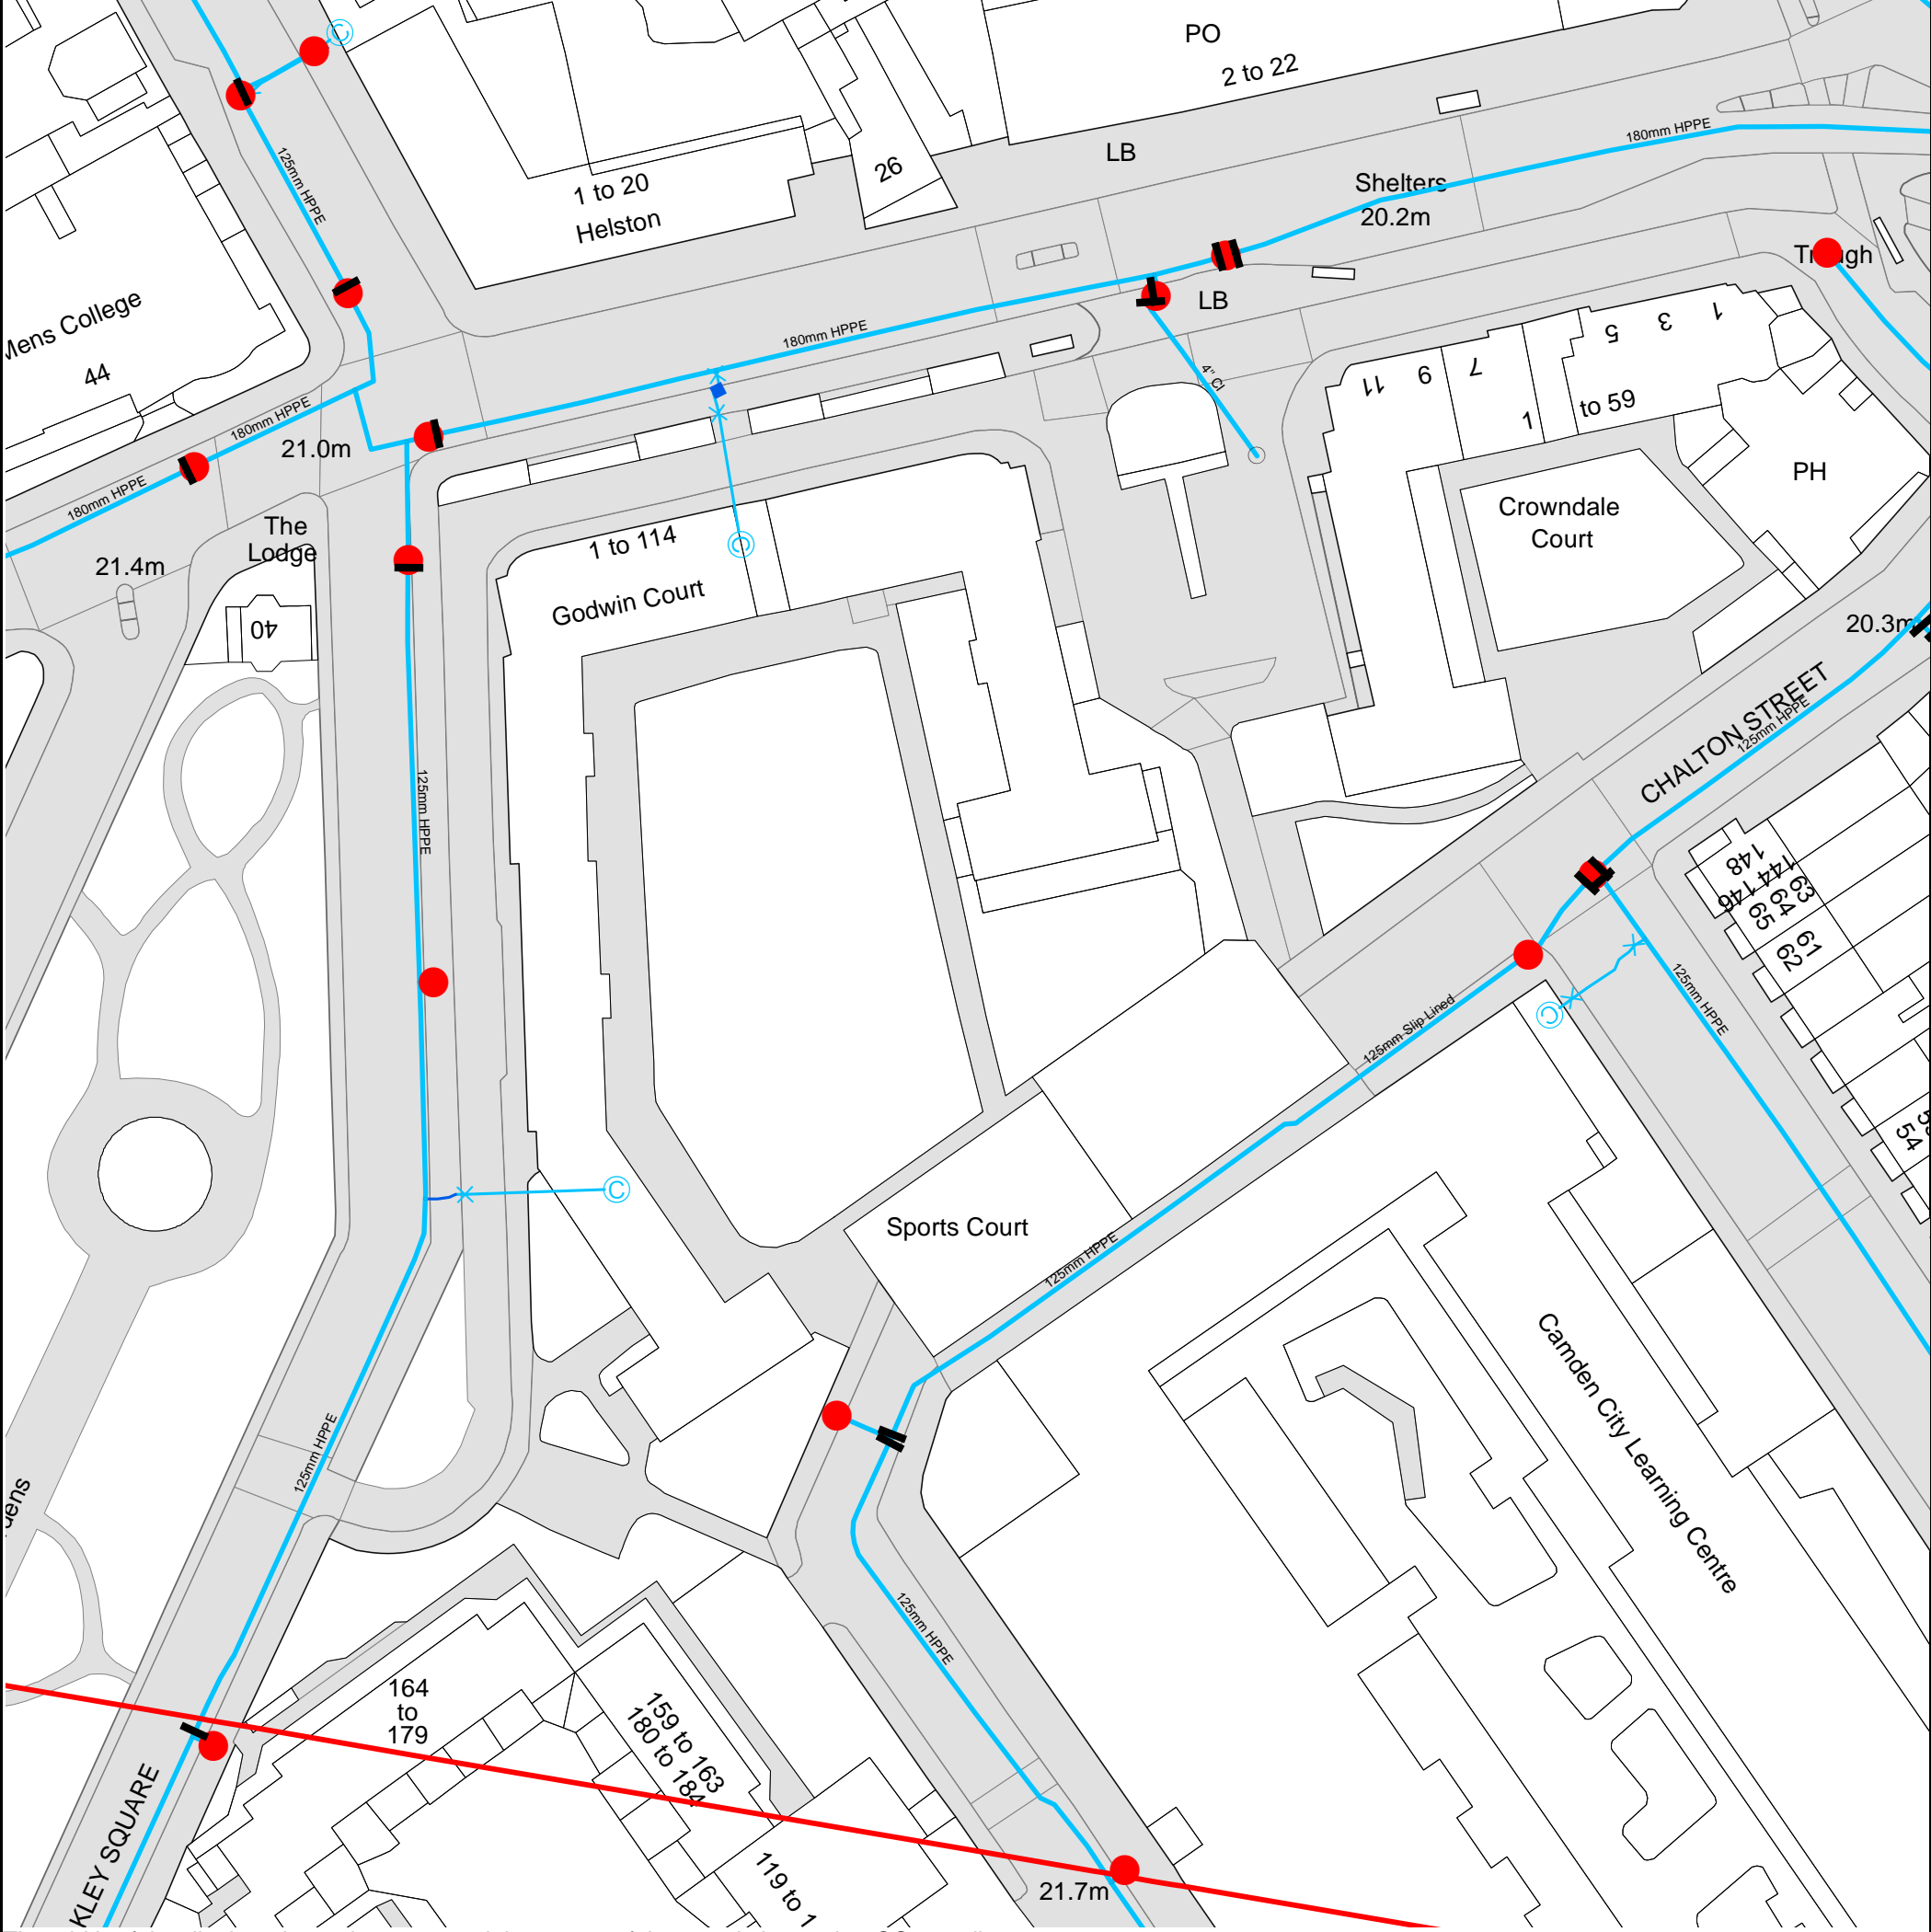 PO
2 to 22
LB
26
1 to 20
Helston
180mm HPPE
Shelters
20.2m
125mm HPPE
Mens College
44
LB
180mm HPPE
4" CI
11
9
7
5
3
1
1
to 59
PH
Crowndale
Court
180mm HPPE
21.0m
180mm HPPE
The
Lodge
21.4m
40
1 to 114
Godwin Court
20.3m
CHALTON STREET
125mm HPPE
125mm HPPE
148
144 146
63
64
65
61
62
54
125mm HPPE
125mm Slip Lined
C
C
C
C
Sports Court
125mm HPPE
Camden City Learning Centre
125mm HPPE
125mm HPPE
164
to
179
159 to 163
180 to 184
119 to 1
KLEY SQUARE
21.7m